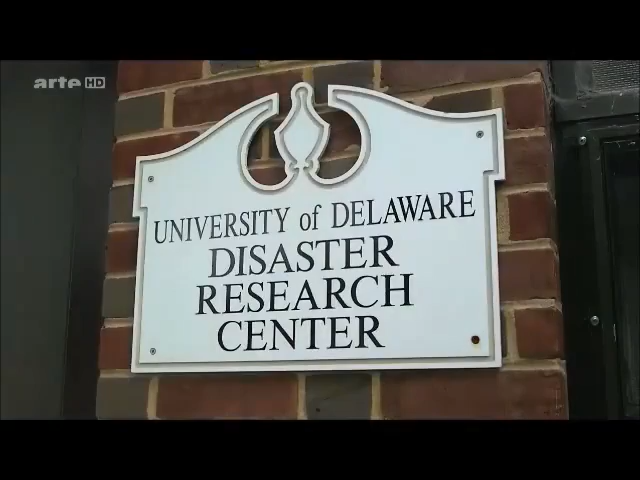 arte HD
UNIVERSITY of DELAWARE
DISASTER
RESEARCH
CENTER